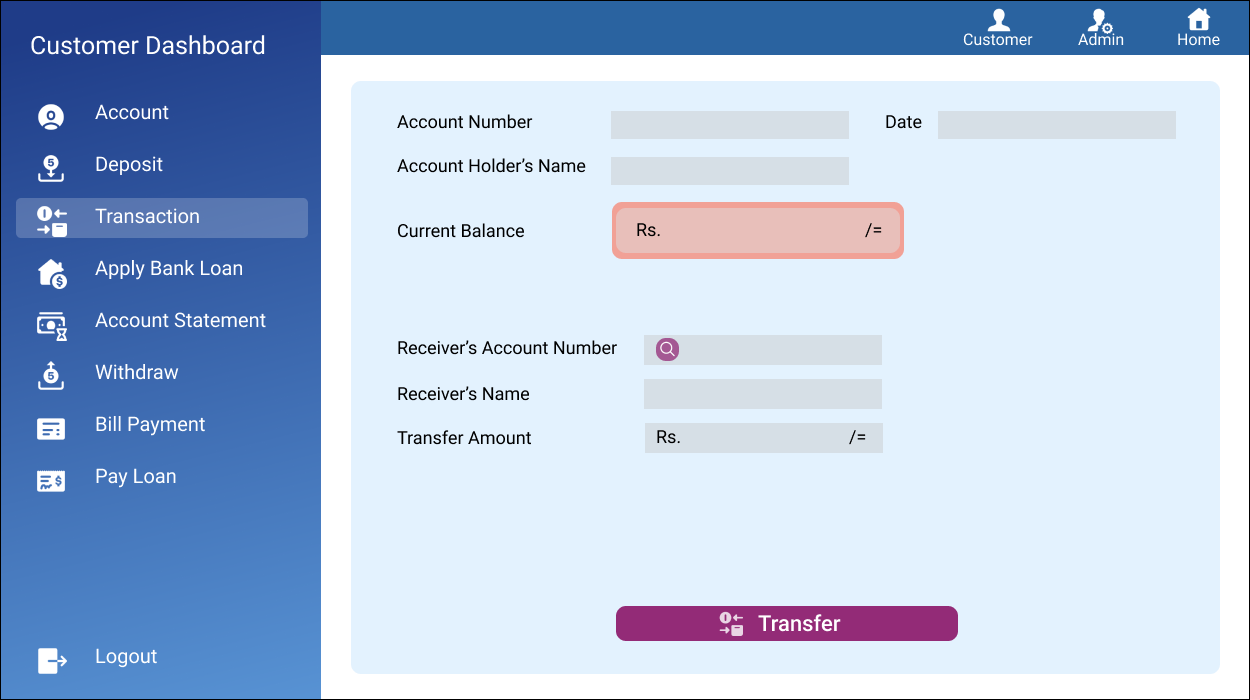 Customer Dashboard
Customer
Admin
Home
Account
Deposit
Transaction
Apply Bank Loan
Account Statement
Withdraw
Bill Payment
Pay Loan
Logout
Account Number
Date
Account Holder’s Name
Current Balance
Rs. /=
Receiver’s Account Number
Receiver’s Name
Transfer Amount
Rs. /=
Transfer